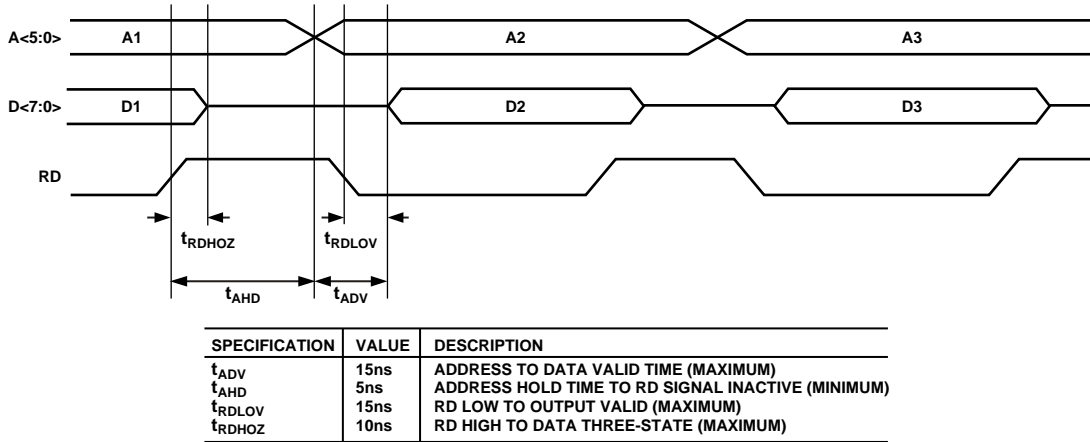 A<5:0> A1 A2 A3
D<7:0> D1 D2 D3
RD
tRDHOZ tRDLOV
tAHD tADV
SPECIFICATION VALUE DESCRIPTION
tADV 15ns ADDRESS TO DATA VALID TIME (MAXIMUM)
tAHD 5ns ADDRESS HOLD TIME TO RD SIGNAL INACTIVE (MINIMUM)
tRDLOV 15ns RD LOW TO OUTPUT VALID (MAXIMUM)
tRDHOZ 10ns RD HIGH TO DATA THREE-STATE (MAXIMUM)